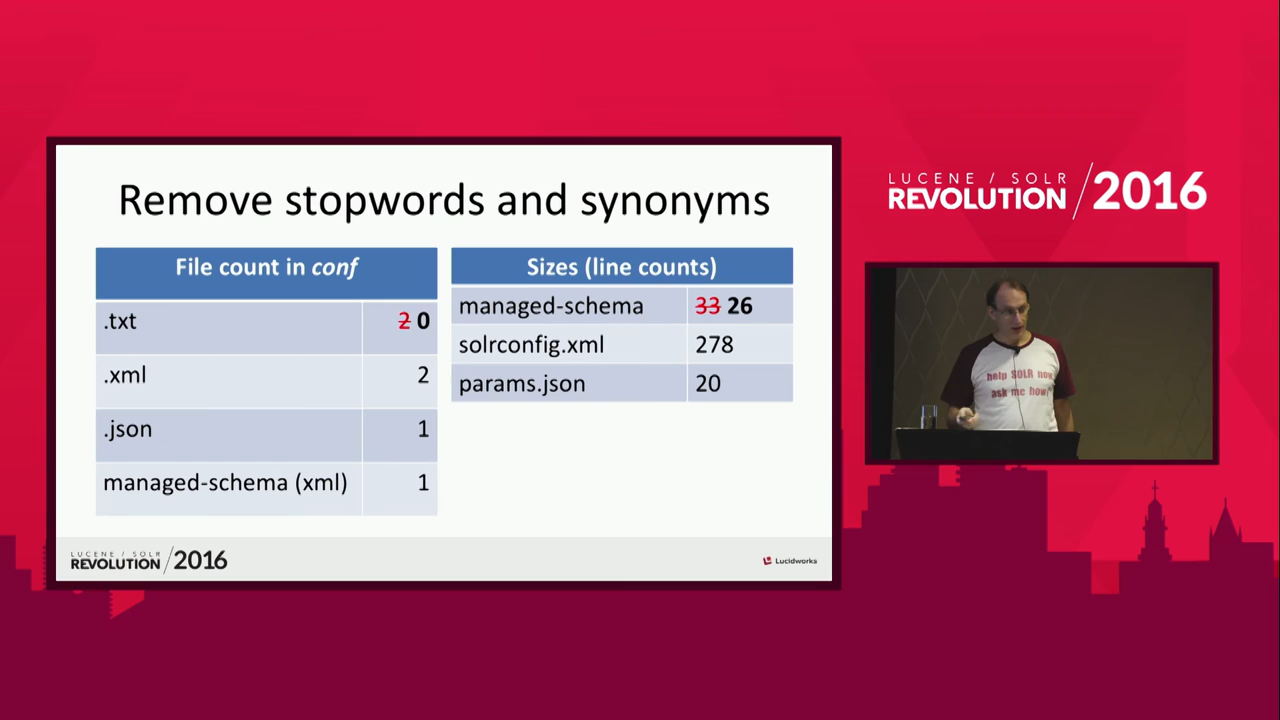 Remove stopwords and synonyms
File count in conf
.txt 2 0
.xml 2
.json 1
managed-schema (xml) 1
Sizes (line counts)
managed-schema 33 26
solrconfig.xml 278
params.json 20
LUCENE / SOLR
REVOLUTION /2016
Lucidworks
LUCENE / SOLR
REVOLUTION /2016
help SOLR now
ask me how!